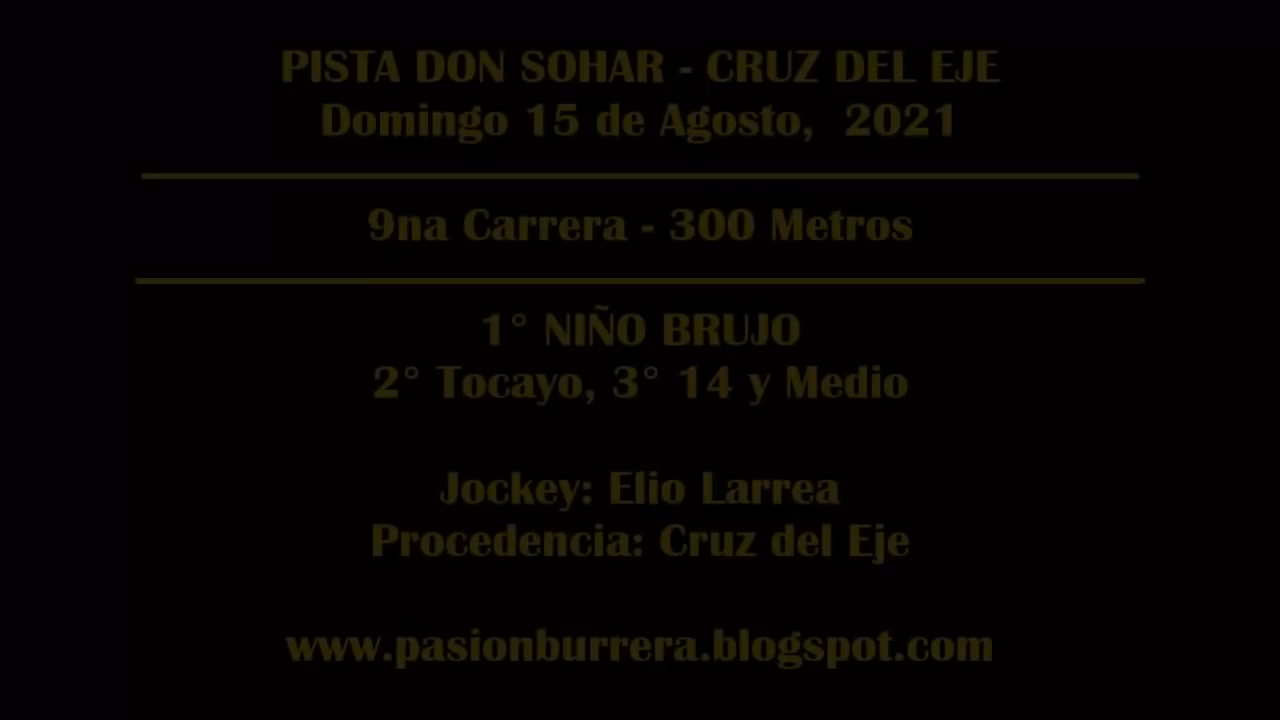 PISTA DON SOHAR - CRUZ DEL EJE
Domingo 15 de Agosto, 2021
9na Carrera - 300 Metros
1° NIÑO BRUJO
2° Tocayo, 3° 14 y Medio
Jockey: Elio Larrea
Procedencia: Cruz del Eje
www.pasionburrera.blogspot.com